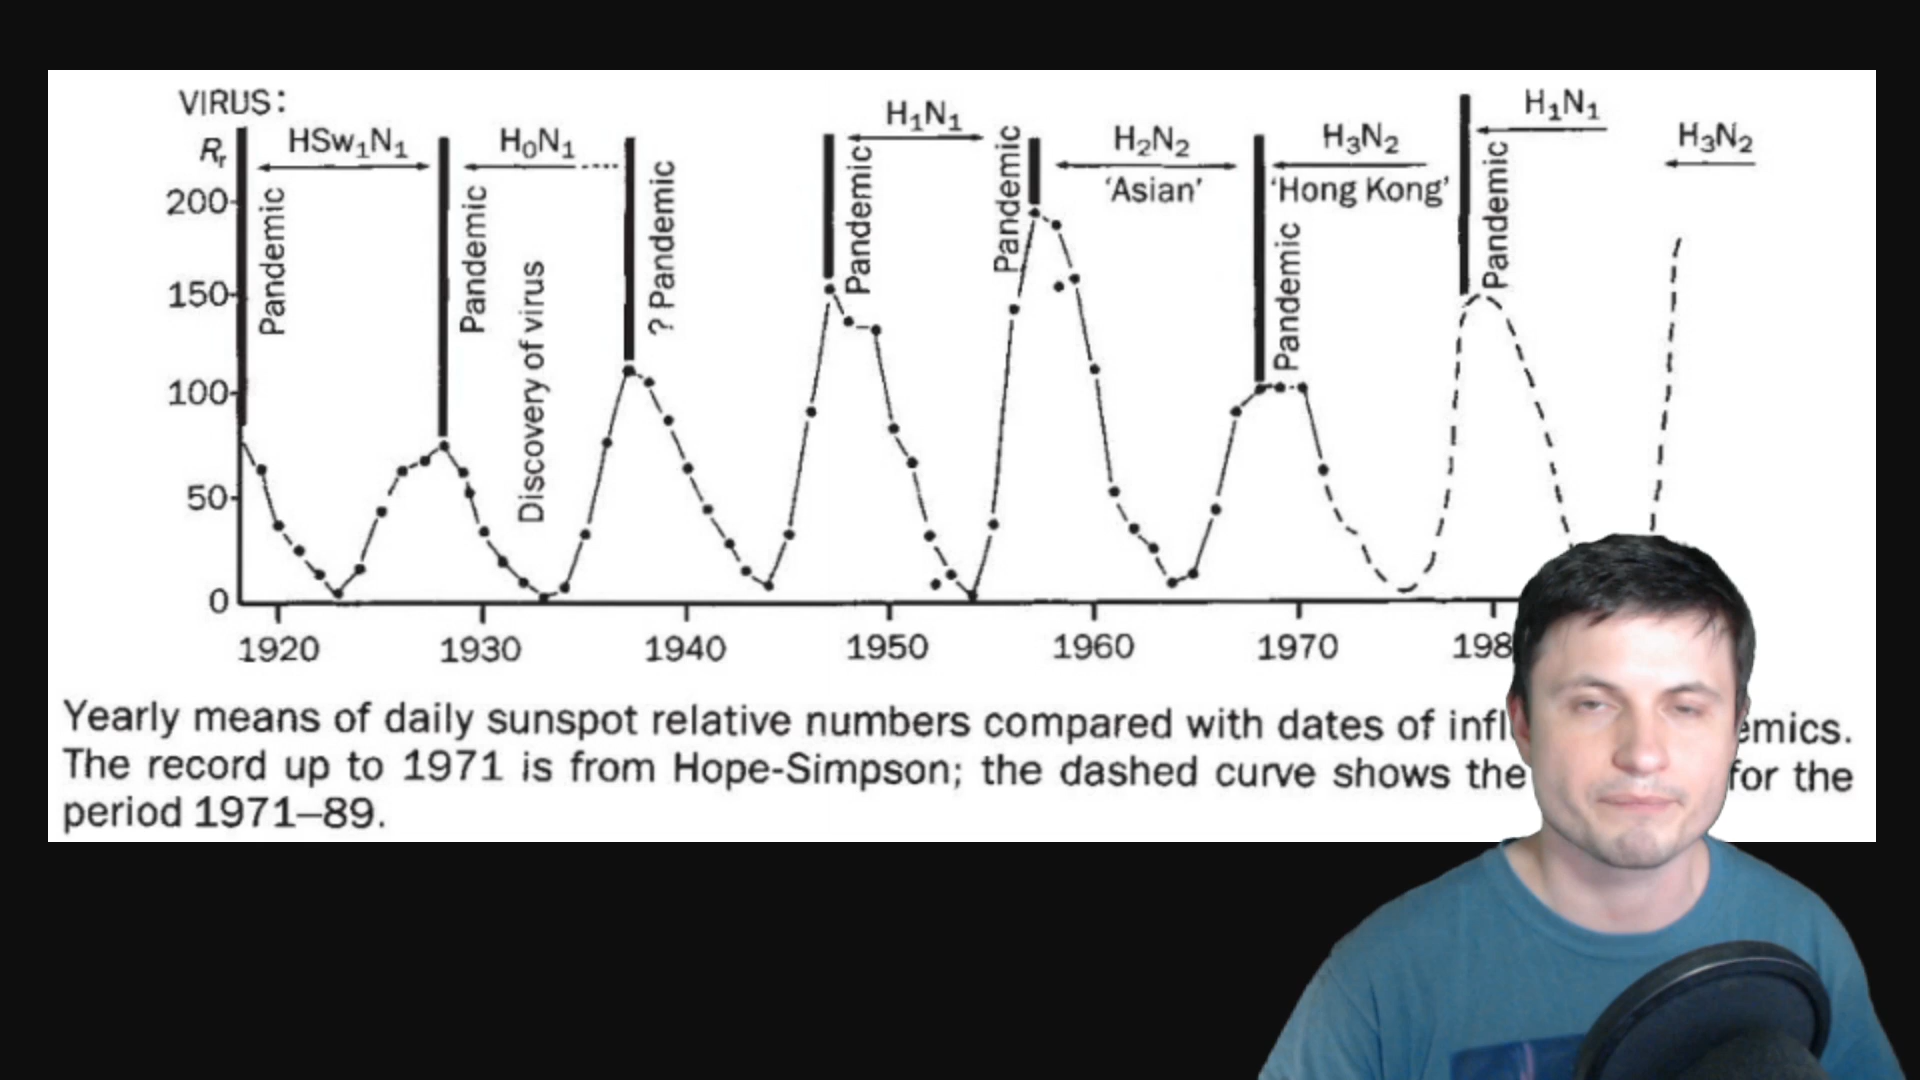 VIRUS:
Rr
HSw1N1
H0N1
H1N1
H2N2
'Asian'
H3N2
'Hong Kong'
H1N1
H3N2
Pandemic
Pandemic
Discovery of virus
? Pandemic
Pandemic
Pandemic
Pandemic
Pandemic
200
150
100
50
0
1920 1930 1940 1950 1960 1970 198
Yearly means of daily sunspot relative numbers compared with dates of infl emics.
The record up to 1971 is from Hope-Simpson; the dashed curve shows the for the
period 1971–89.